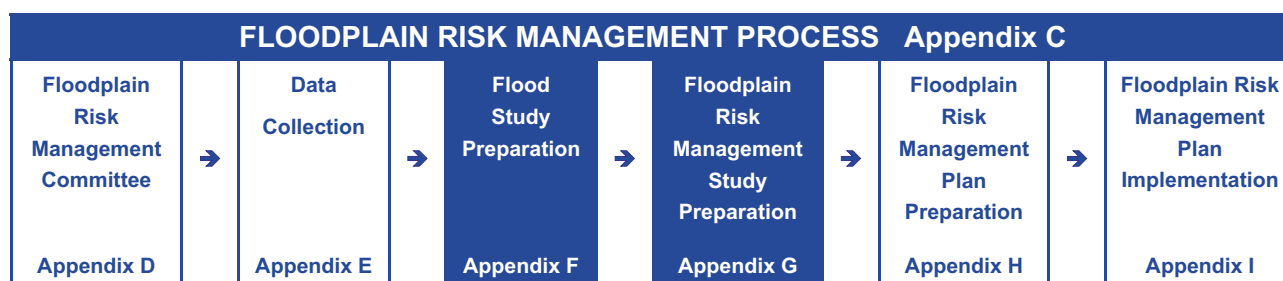 FLOODPLAIN RISK MANAGEMENT PROCESS Appendix C
Floodplain
Risk
Management
Committee
Appendix D
Data
Collection
Appendix E
Flood
Study
Preparation
Appendix F
Floodplain
Risk
Management
Study
Preparation
Appendix G
Floodplain
Risk
Management
Plan
Preparation
Appendix H
Floodplain Risk
Management
Plan
Implementation
Appendix I